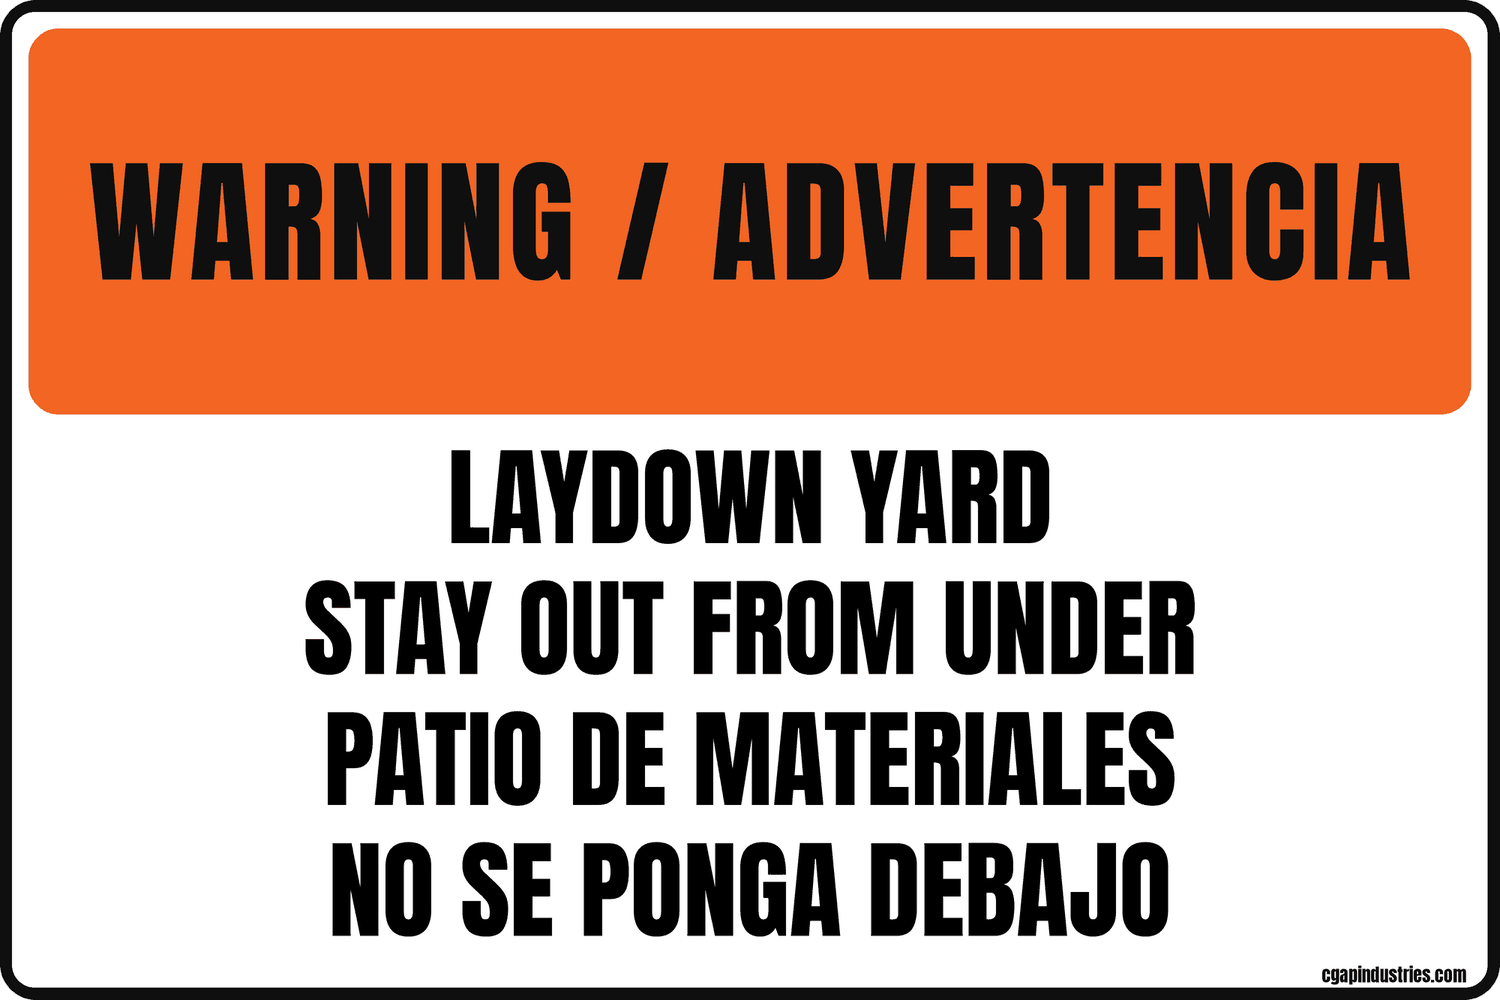 WARNING / ADVERTENCIA
LAYDOWN YARD
STAY OUT FROM UNDER
PATIO DE MATERIALES
NO SE PONGA DEBAJO
cgapindustries.com